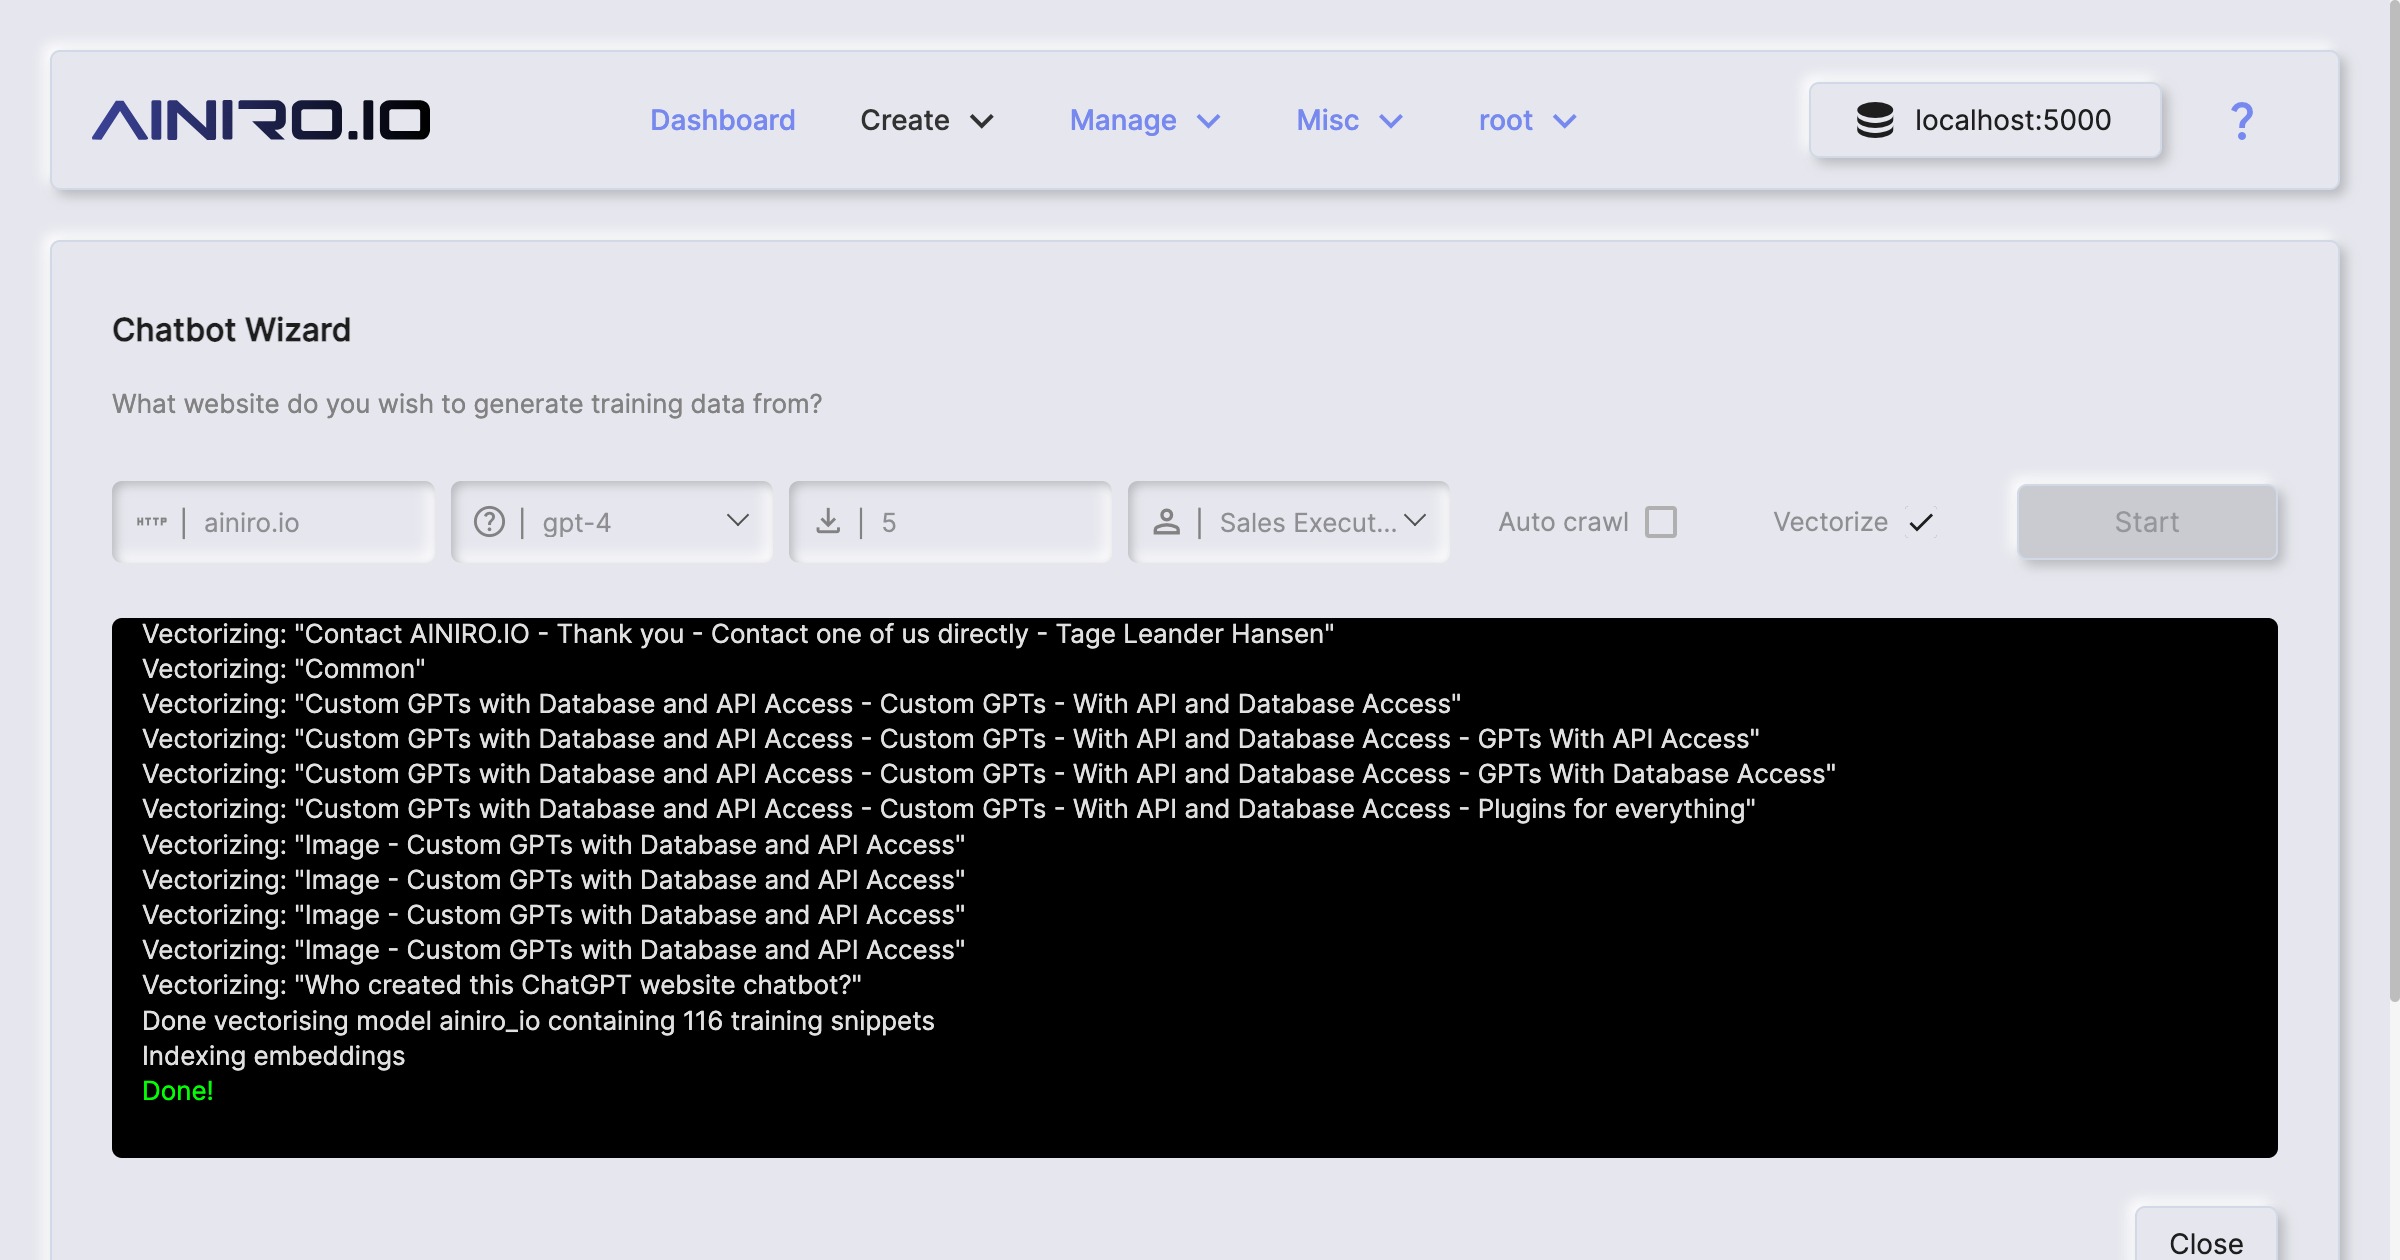 AINIRO.IO
Dashboard Create Manage Misc root localhost:5000 ?
Chatbot Wizard
What website do you wish to generate training data from?
HTTP | ainiro.io ? | gpt-4 | 5 | Sales Execut... Auto crawl Vectorize Start
Vectorizing: "Contact AINIRO.IO - Thank you - Contact one of us directly - Tage Leander Hansen"
Vectorizing: "Common"
Vectorizing: "Custom GPTs with Database and API Access - Custom GPTs - With API and Database Access"
Vectorizing: "Custom GPTs with Database and API Access - Custom GPTs - With API and Database Access - GPTs With API Access"
Vectorizing: "Custom GPTs with Database and API Access - Custom GPTs - With API and Database Access - GPTs With Database Access"
Vectorizing: "Custom GPTs with Database and API Access - Custom GPTs - With API and Database Access - Plugins for everything"
Vectorizing: "Image - Custom GPTs with Database and API Access"
Vectorizing: "Image - Custom GPTs with Database and API Access"
Vectorizing: "Image - Custom GPTs with Database and API Access"
Vectorizing: "Image - Custom GPTs with Database and API Access"
Vectorizing: "Who created this ChatGPT website chatbot?"
Done vectorising model ainiro_io containing 116 training snippets
Indexing embeddings
Done!
Close